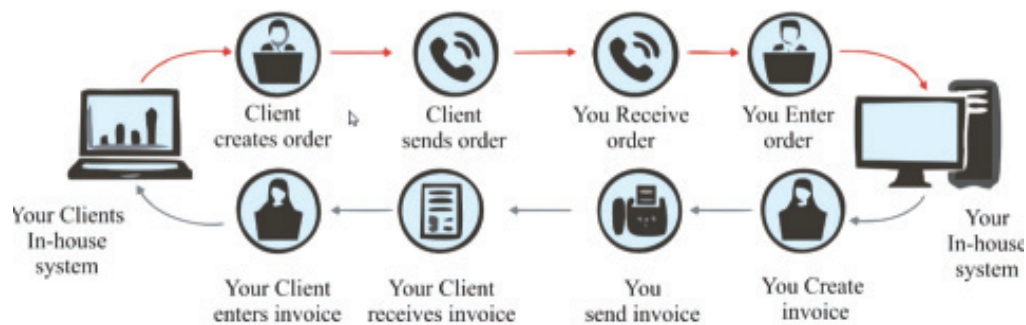 Client
creates order
Client
sends order
You Receive
order
You Enter
order
Your Clients
In-house
system
Your
In-house
system
Your Client
enters invoice
Your Client
receives invoice
You
send invoice
You Create
invoice